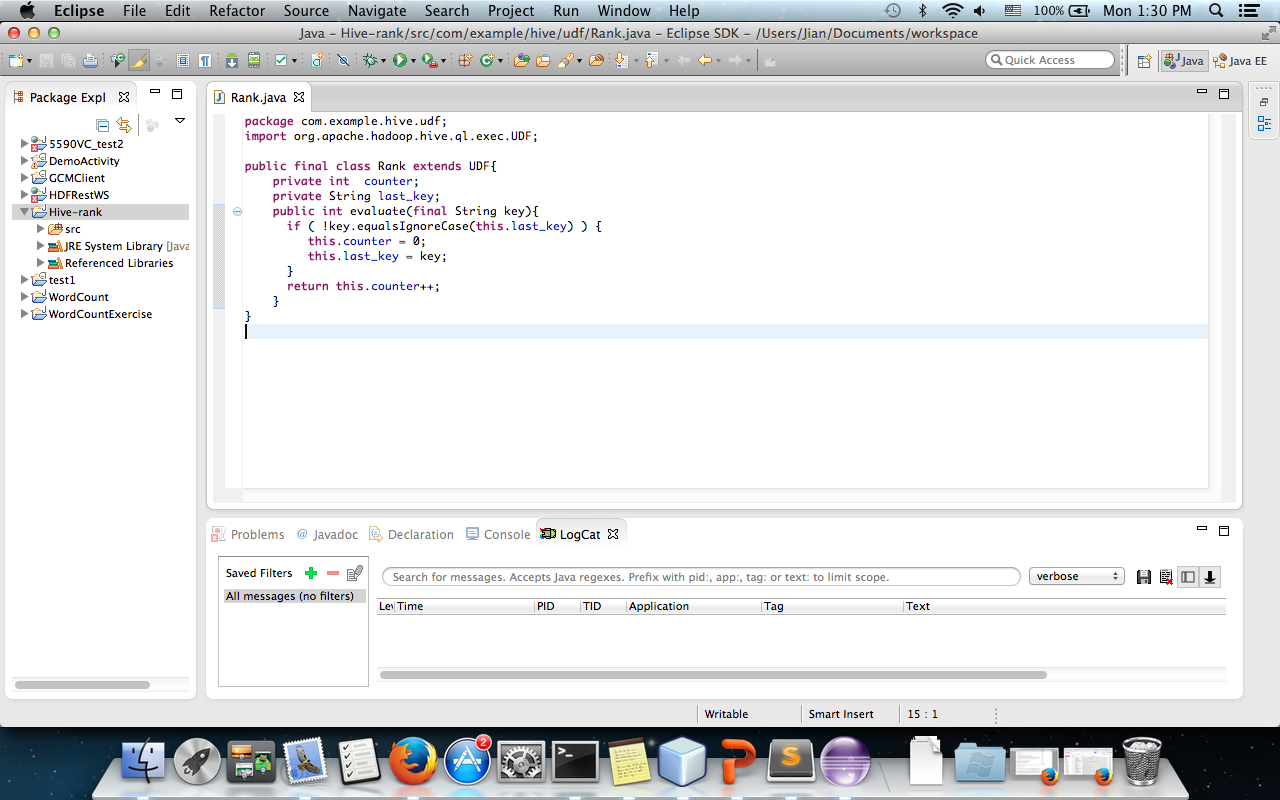 Eclipse File Edit Refactor Source Navigate Search Project Run Window Help 100% Mon 1:30 PM
Java – Hive-rank/src/com/example/hive/udf/Rank.java – Eclipse SDK – /Users/Jian/Documents/workspace
Quick Access Java Java EE
Package Expl
5590VC_test2
DemoActivity
GCMClient
HDFRestWS
Hive-rank
src
JRE System Library [Java
Referenced Libraries
test1
WordCount
WordCountExercise
Rank.java
package com.example.hive.udf;
import org.apache.hadoop.hive.ql.exec.UDF;
public final class Rank extends UDF{
private int  counter;
private String last_key;
public int evaluate(final String key){
if ( !key.equalsIgnoreCase(this.last_key) ) {
this.counter = 0;
this.last_key = key;
}
return this.counter++;
}
}
Problems @ Javadoc Declaration Console LogCat
Saved Filters
All messages (no filters)
Search for messages. Accepts Java regexes. Prefix with pid:, app:, tag: or text: to limit scope. verbose
Lev Time PID TID Application Tag Text
Writable Smart Insert 15 : 1
2